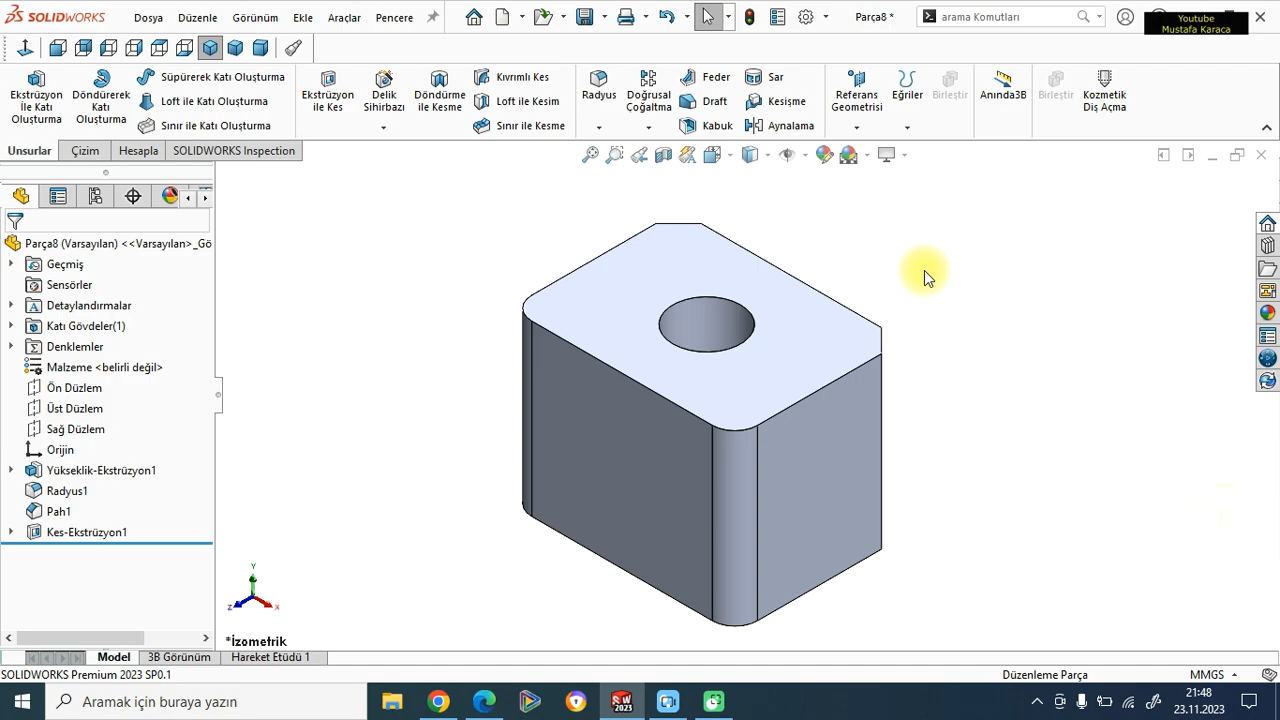 SOLIDWORKS
Dosya
Düzenle
Görünüm
Ekle
Araçlar
Pencere
Parça8 *
arama Komutları
Youtube
Mustafa Karaca
Ekstrüzyon
İle Katı
Oluşturma
Döndürerek
Katı
Oluşturma
Süpürerek Katı Oluşturma
Loft ile Katı Oluşturma
Sınır ile Katı Oluşturma
Ekstrüzyon
ile Kes
Delik
Sihirbazı
Döndürme
ile Kesme
Kıvrımlı Kes
Loft ile Kesim
Sınır ile Kesme
Radyus
Doğrusal
Çoğaltma
Feder
Draft
Kabuk
Sar
Kesişme
Aynalama
Referans
Geometrisi
Eğriler
Birleştir
Anında3B
Birleştir
Kozmetik
Diş Açma
Unsurlar
Çizim
Hesapla
SOLIDWORKS Inspection
Parça8 (Varsayılan) <<Varsayılan>_Gö
Geçmiş
Sensörler
Detaylandırmalar
Katı Gövdeler(1)
Denklemler
Malzeme <belirli değil>
Ön Düzlem
Üst Düzlem
Sağ Düzlem
Orijin
Yükseklik-Ekstrüzyon1
Radyus1
Pah1
Kes-Ekstrüzyon1
Y
Z
X
*İzometrik
Model
3B Görünüm
Hareket Etüdü 1
SOLIDWORKS Premium 2023 SP0.1
Düzenleme Parça
MMGS
Aramak için buraya yazın
SW
2023
21:48
23.11.2023